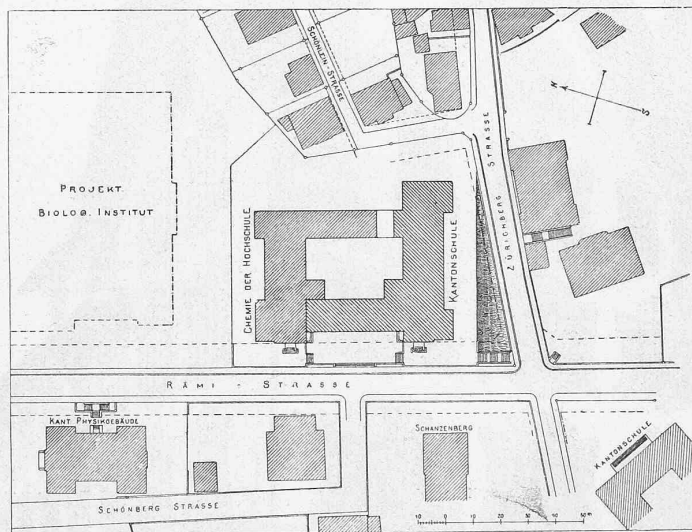 SCHÖNLEIN-STRASSE
N
S
ZÜRICHBERG STRASSE
PROJEKT.
BIOLOG. INSTITUT
CHEMIE DER HOCHSCHULE
KANTONSCHULE
RÄMI - STRASSE
KANT PHYSIKGEBÄUDE
SCHANZENBERG
KANTONSCHULE
SCHÖNBERG STRASSE
10 0 10 20 30 40 50 m